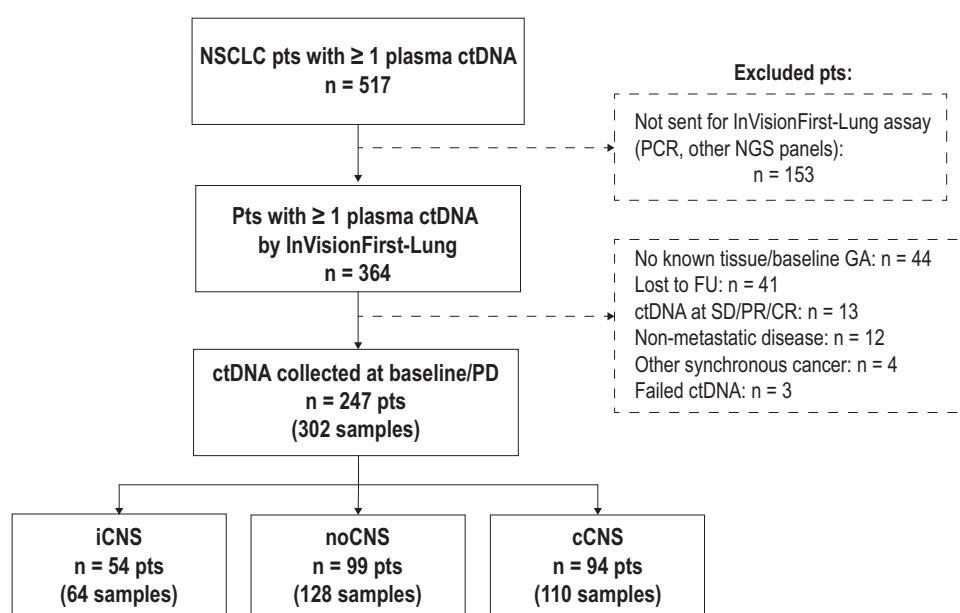 NSCLC pts with ≥ 1 plasma ctDNA
n = 517
Excluded pts:
Not sent for InVisionFirst-Lung assay
(PCR, other NGS panels):
n = 153
Pts with ≥ 1 plasma ctDNA
by InVisionFirst-Lung
n = 364
No known tissue/baseline GA: n = 44
Lost to FU: n = 41
ctDNA at SD/PR/CR: n = 13
Non-metastatic disease: n = 12
Other synchronous cancer: n = 4
Failed ctDNA: n = 3
ctDNA collected at baseline/PD
n = 247 pts
(302 samples)
iCNS
n = 54 pts
(64 samples)
noCNS
n = 99 pts
(128 samples)
cCNS
n = 94 pts
(110 samples)